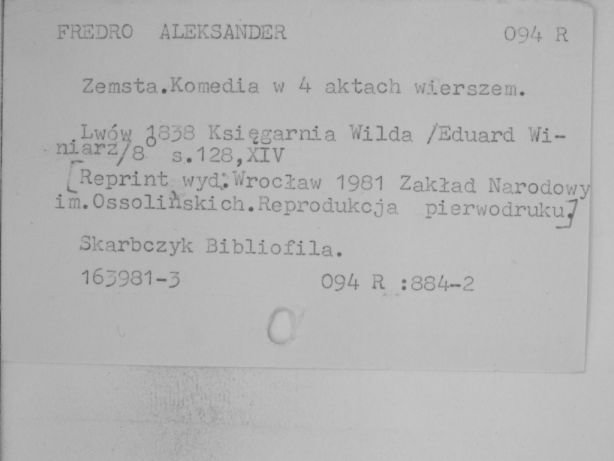 FREDRO ALEKSANDER 094 R
Zemsta.Komedia w 4 aktach wierszem.
Lwów 1838 Księgarnia Wilda /Eduard Wi-
niarz/8° s.128,XIV
[Reprint wyd.:Wrocław 1981 Zakład Narodowy
im.Ossolińskich.Reprodukcja pierwodruku.]
Skarbczyk Bibliofila.
163981-3 094 R :884-2